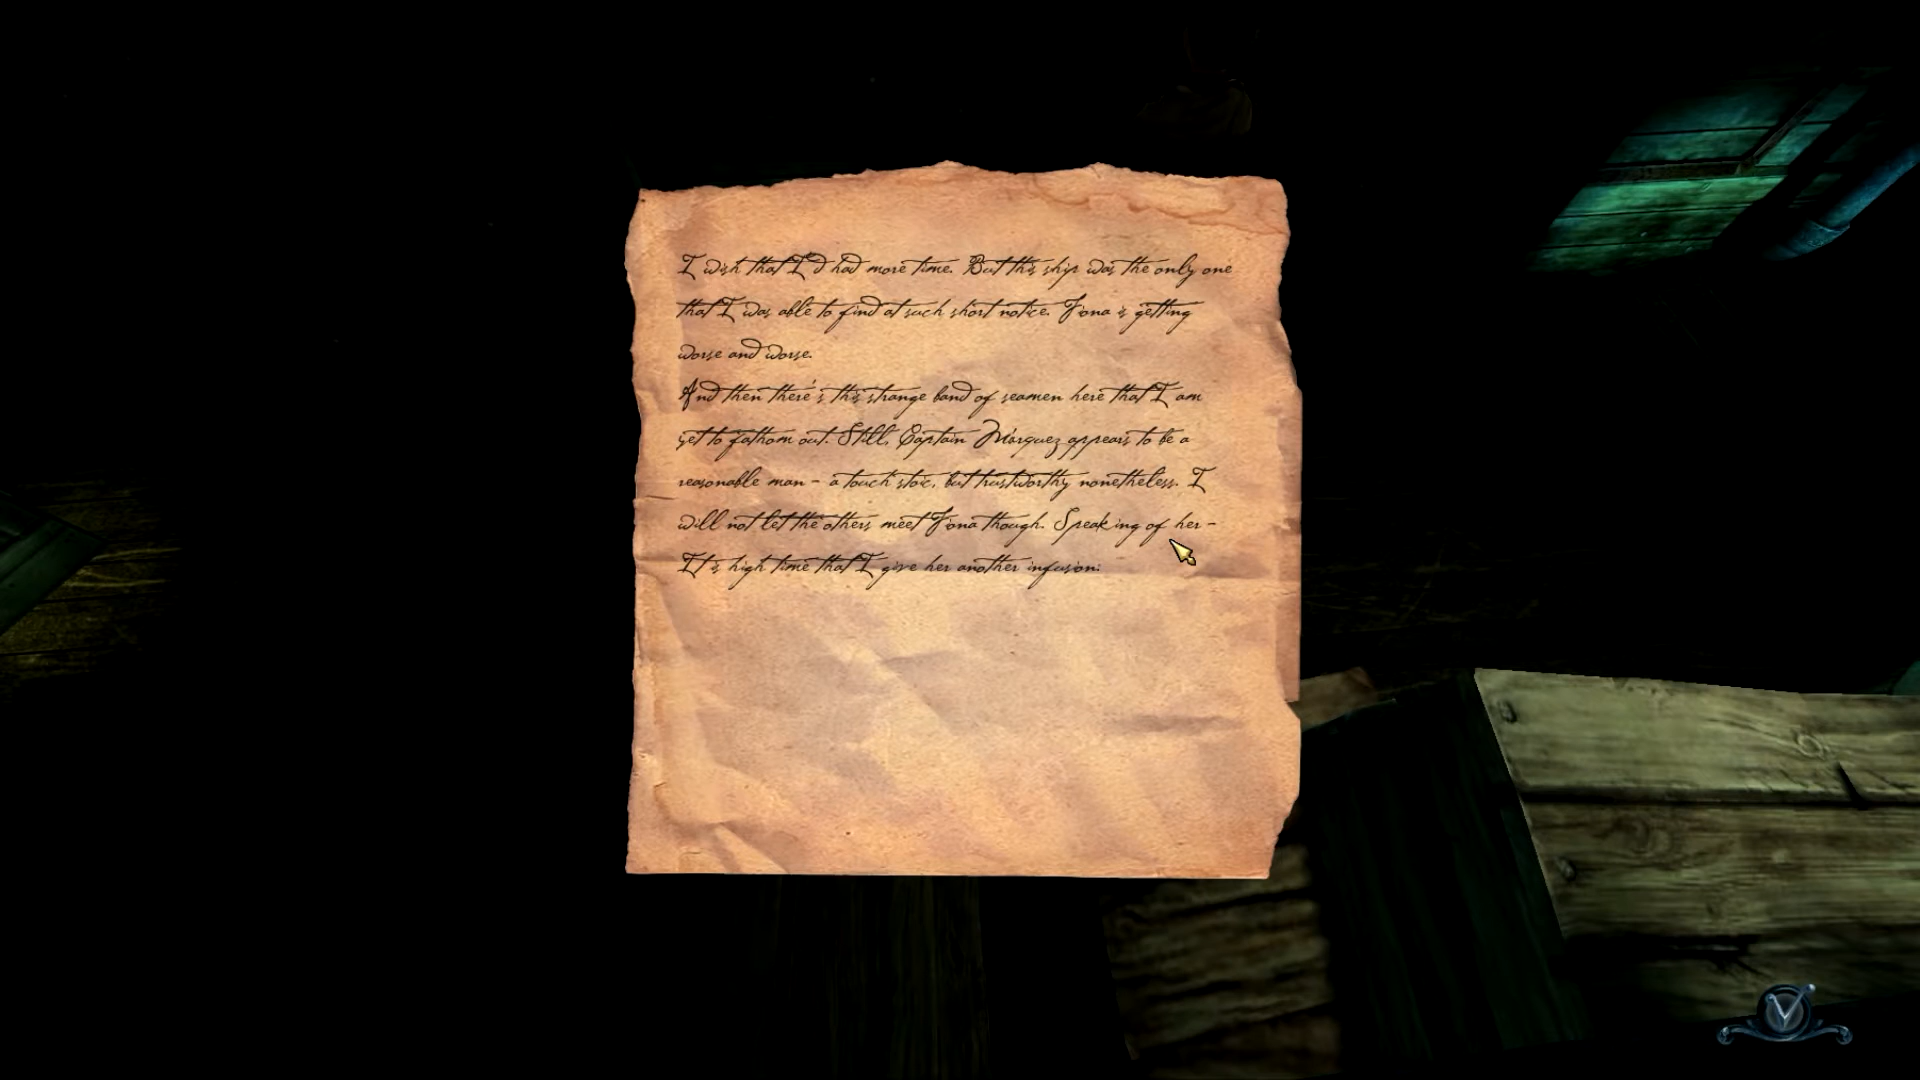 I wish that I'd had more time. But this ship was the only one
that I was able to find at such short notice. Fiona is getting
worse and worse.
And then there's this strange band of seamen here that I am
yet to fathom out. Still, Captain Marquez appears to be a
reasonable man - a touch stoic, but trustworthy nonetheless. I
will not let the others meet Fiona though. Speaking of her -
It's high time that I give her another infusion.